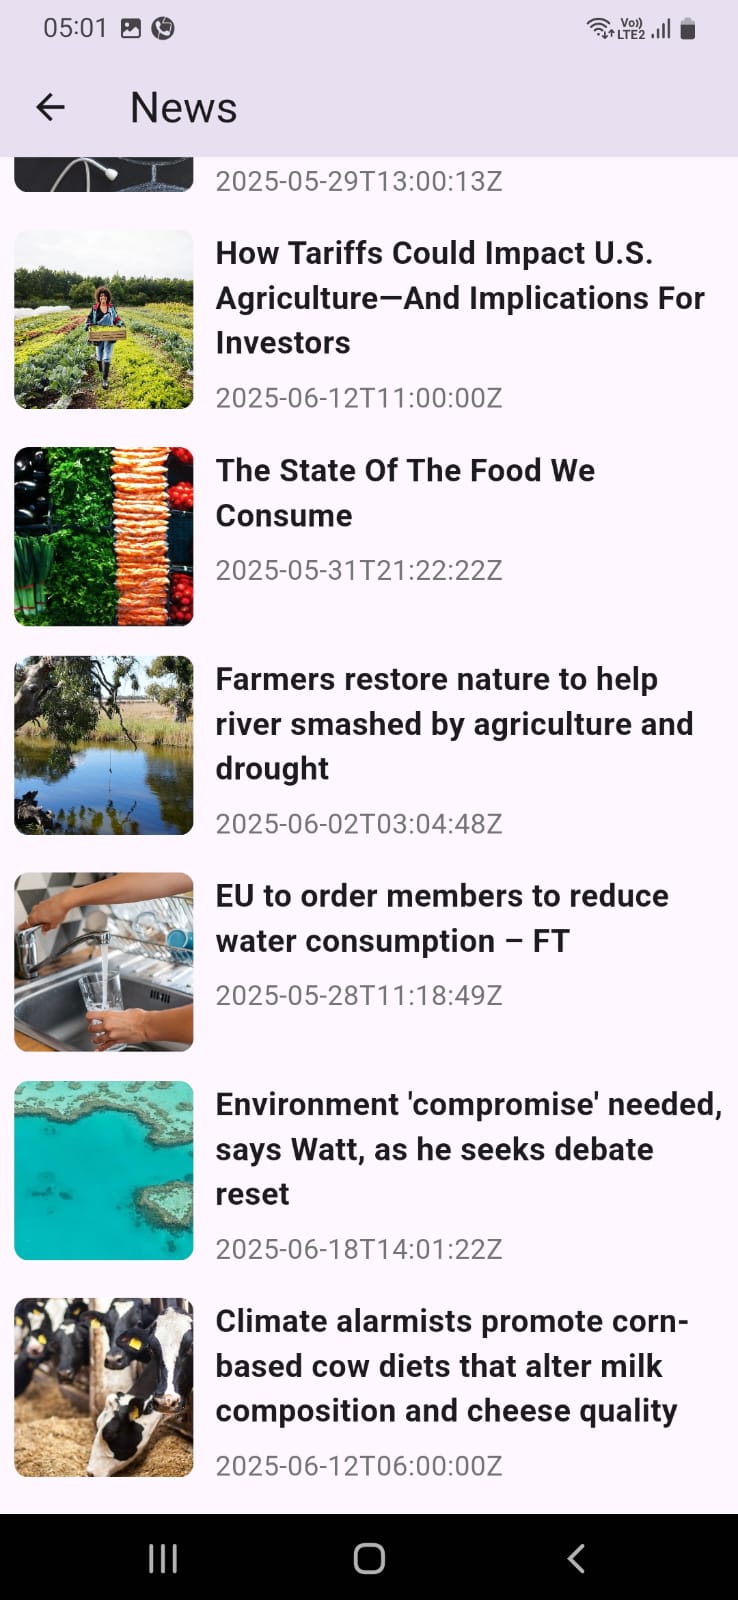 05:01
Vo))
LTE2
News
2025-05-29T13:00:13Z
How Tariffs Could Impact U.S.
Agriculture—And Implications For
Investors
2025-06-12T11:00:00Z
The State Of The Food We
Consume
2025-05-31T21:22:22Z
Farmers restore nature to help
river smashed by agriculture and
drought
2025-06-02T03:04:48Z
EU to order members to reduce
water consumption – FT
2025-05-28T11:18:49Z
Environment 'compromise' needed,
says Watt, as he seeks debate
reset
2025-06-18T14:01:22Z
Climate alarmists promote corn-
based cow diets that alter milk
composition and cheese quality
2025-06-12T06:00:00Z